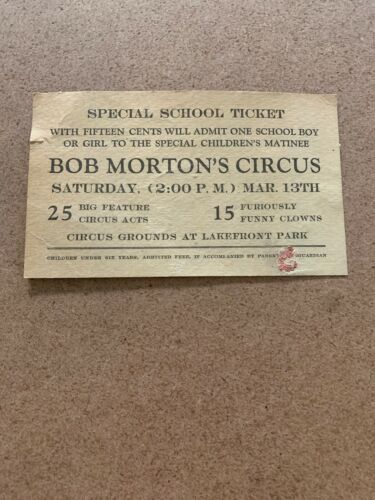 SPECIAL SCHOOL TICKET
WITH FIFTEEN CENTS WILL ADMIT ONE SCHOOL BOY
OR GIRL TO THE SPECIAL CHILDREN'S MATINEE
BOB MORTON'S CIRCUS
SATURDAY, (2:00 P. M.) MAR. 13TH
25 BIG FEATURE CIRCUS ACTS
15 FURIOUSLY FUNNY CLOWNS
CIRCUS GROUNDS AT LAKEFRONT PARK
CHILDREN UNDER SIX YEARS, ADMITTED FREE, IF ACCOMPANIED BY PARENT GUARDIAN